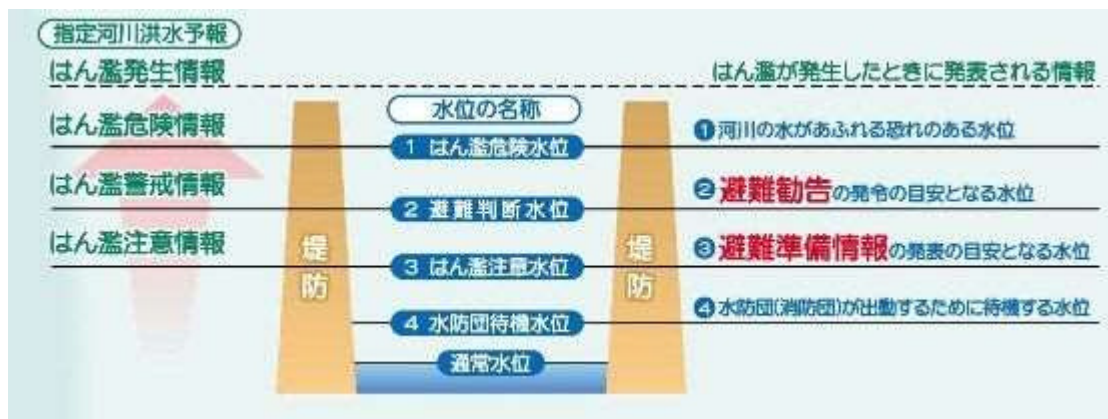 指定河川洪水予報
はん濫発生情報
はん濫が発生したときに発表される情報
はん濫危険情報
水位の名称
❶河川の水があふれる恐れのある水位
1 はん濫危険水位
はん濫警戒情報
❷避難勧告の発令の目安となる水位
2 避難判断水位
はん濫注意情報
❸避難準備情報の発表の目安となる水位
3 はん濫注意水位
堤防
堤防
❹水防団(消防団)が出動するために待機する水位
4 水防団待機水位
通常水位